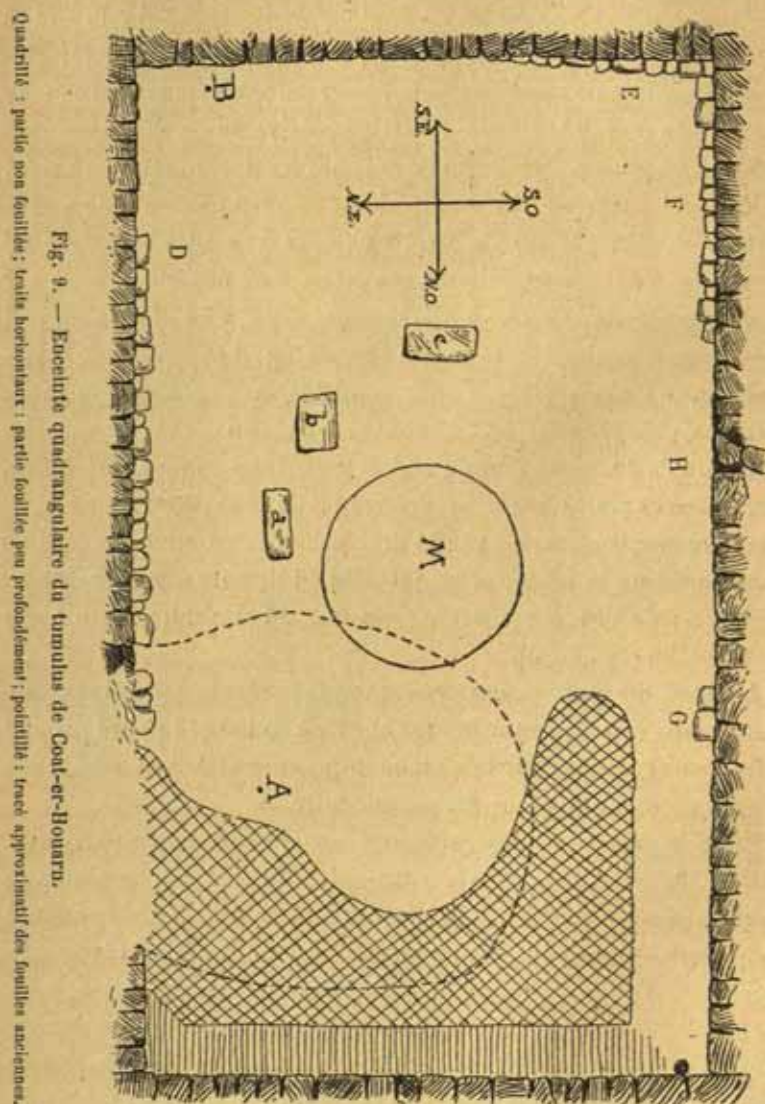 E
F
H
G
S.O
S.E.
N.O.
N.E.
c
b
a
M
A
B
D
Fig. 9. — Enceinte quadrangulaire du tumulus de Coat-er-Houarn.
Quadrillé : partie non fouillée; traits horizontaux : partie fouillée peu profondément; pointillé : tracé approximatif des fouilles anciennes.